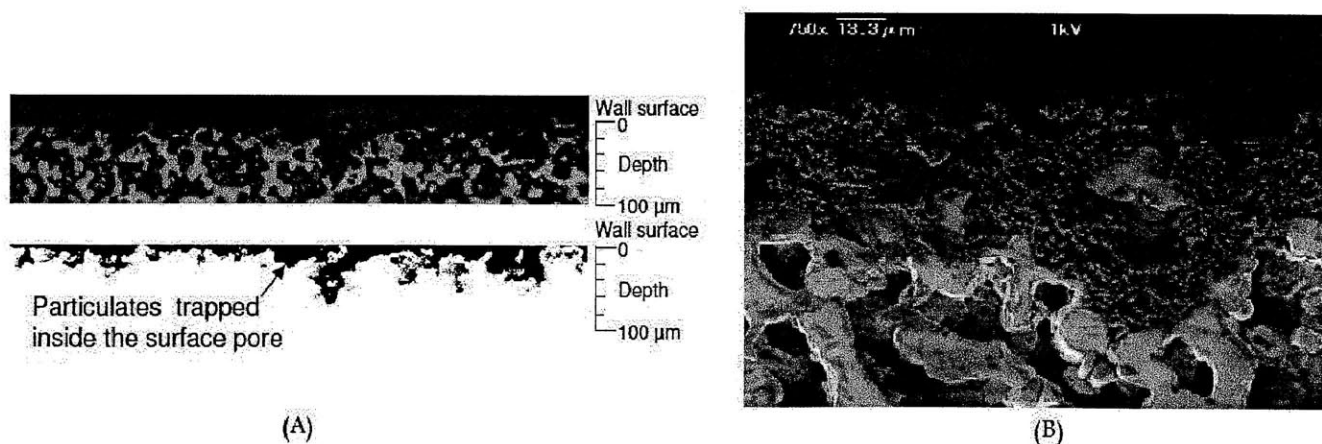 750x 13.3 μm 1kV
Wall surface
0
Depth
100 μm
Wall surface
0
Depth
100 μm
Particulates trapped
inside the surface pore
(A)
(B)